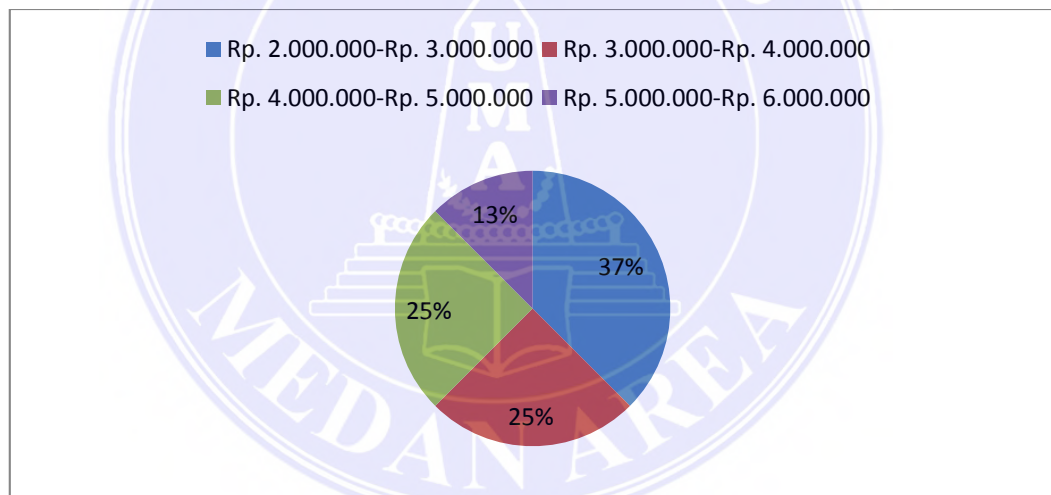 Rp. 2.000.000-Rp. 3.000.000 Rp. 3.000.000-Rp. 4.000.000
Rp. 4.000.000-Rp. 5.000.000 Rp. 5.000.000-Rp. 6.000.000
U
M
A
13%
37%
25%
25%
MEDAN AREA